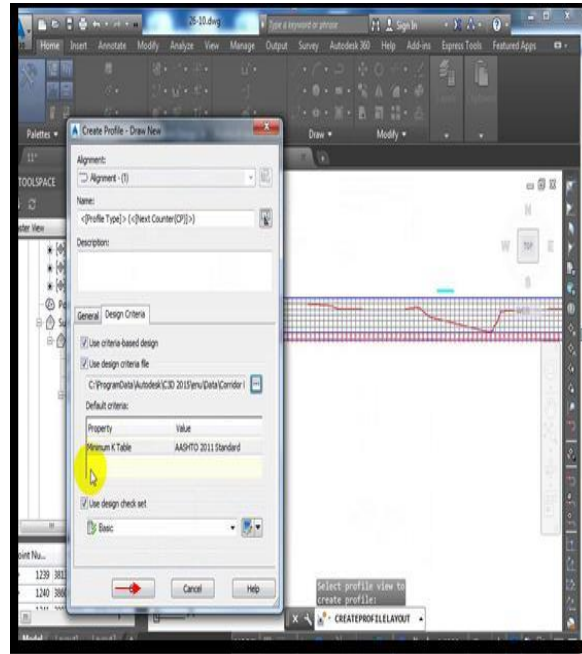 26-10.dwg
Type a keyword or phrase
Sign In
Home Insert Annotate Modify Analyze View Manage Output Survey Autodesk 360 Help Add-ins Express Tools Featured Apps
Palettes Draw Modify
TOOLSPACE
Create Profile - Draw New
Alignment:
Alignment - (1)
Name:
<[Profile Type]> (<[Next Counter(CP)]>)
Description:
TOP
General Design Criteria
Use criteria-based design
Use design criteria file
C:\ProgramData\Autodesk\C3D 2015\enu\Data\Corridor
Default criteria:
Property Value
Minimum K Table AASHTO 2011 Standard
Use design check set
Basic
Cancel Help
1239
1240
Select profile view to
create profile:
CREATEPROFILELAYOUT
Model